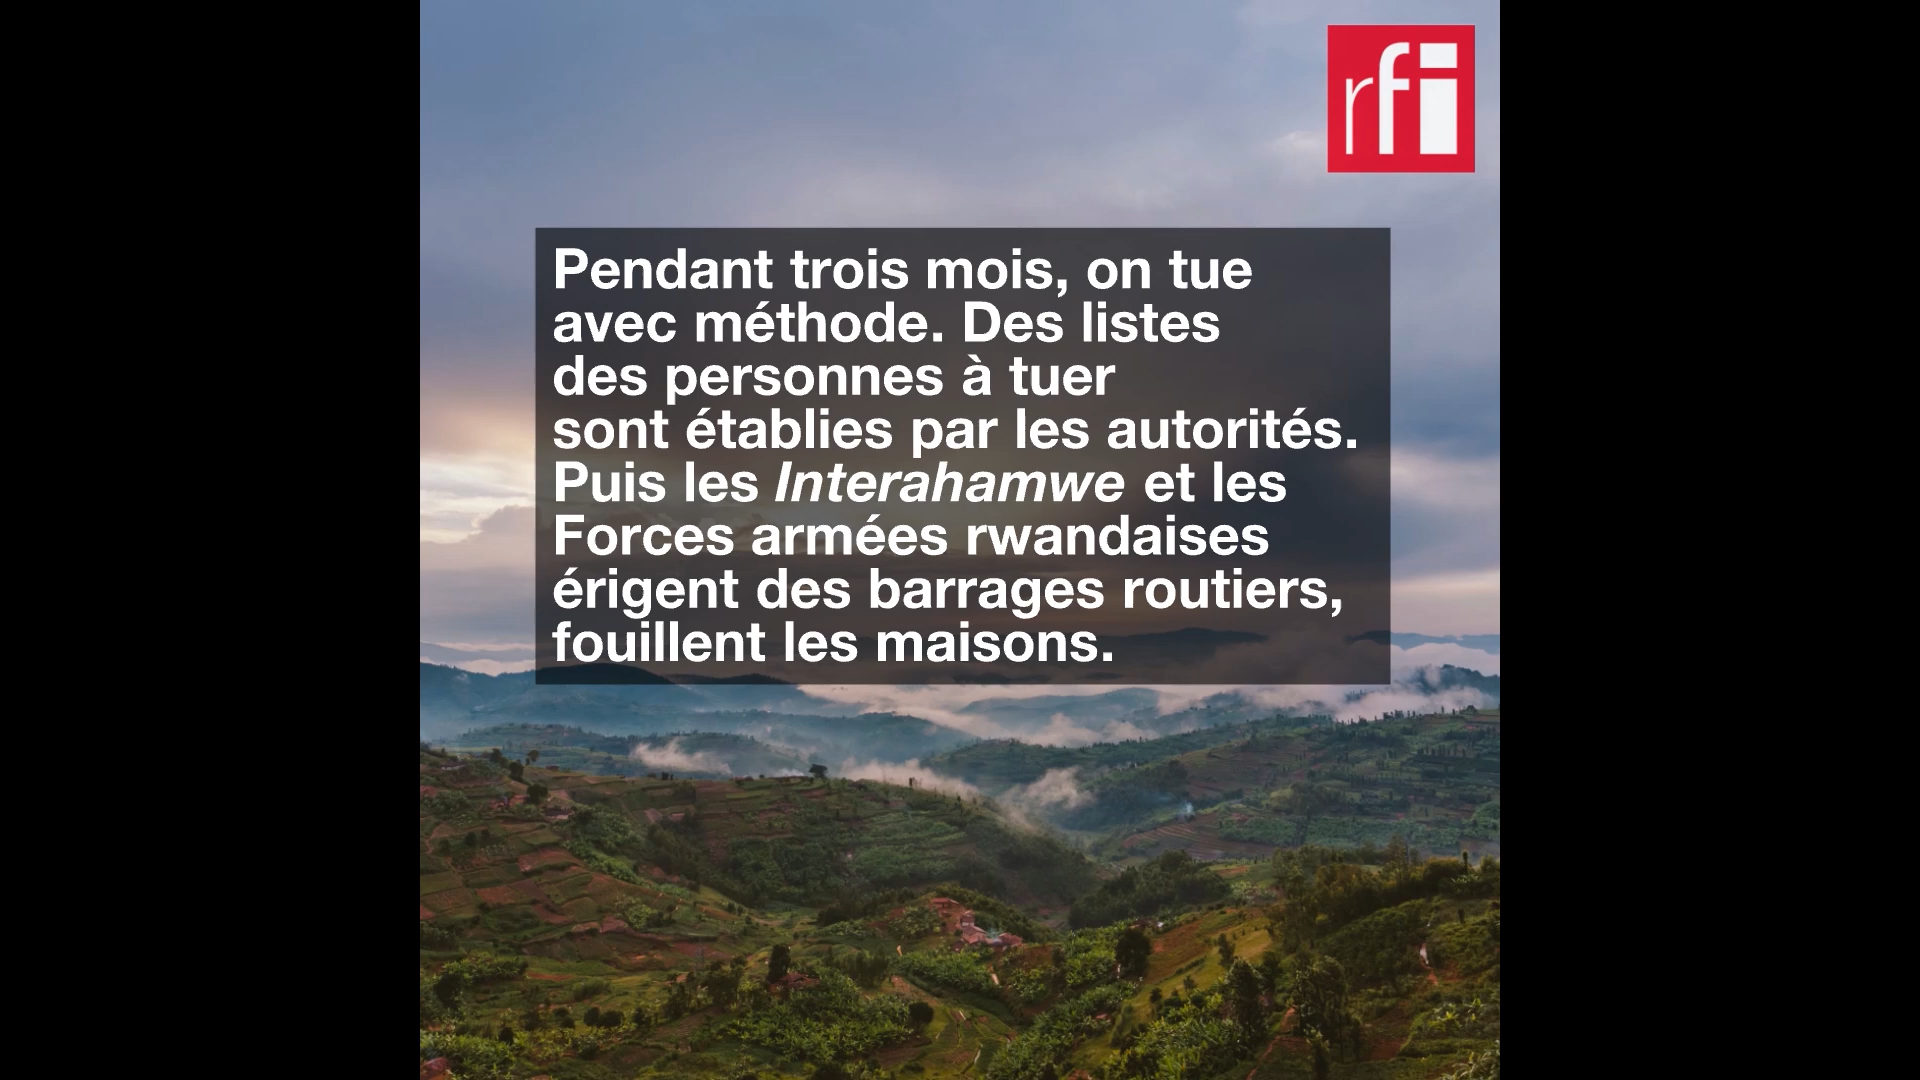 rfi
Pendant trois mois, on tue
avec méthode. Des listes
des personnes à tuer
sont établies par les autorités.
Puis les Interahamwe et les
Forces armées rwandaises
érigent des barrages routiers,
fouillent les maisons.